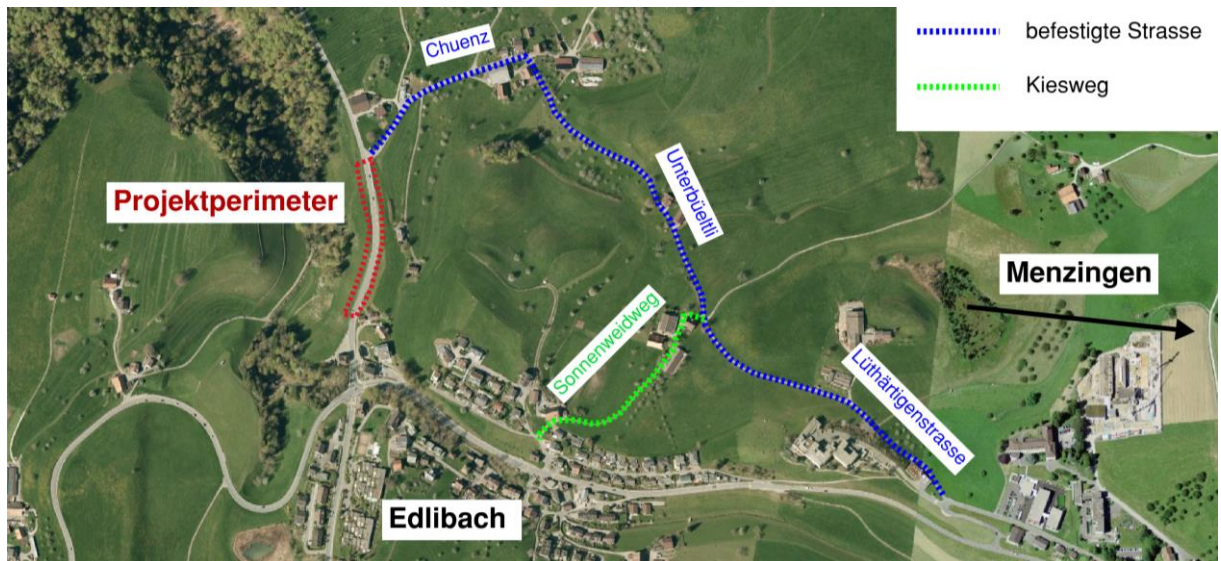 befestigte Strasse
Chuenz
Kiesweg
Projektperimeter
Unterbüeltli
Menzingen
Sonnenweidweg
Lüthärtigenstrasse
Edlibach